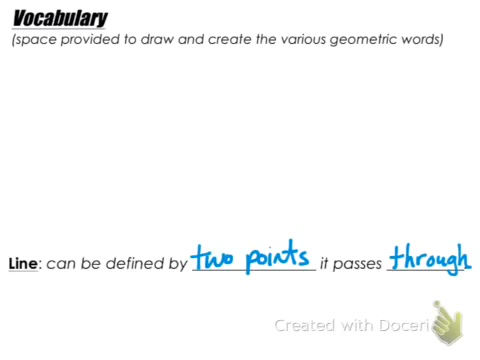 Vocabulary
(space provided to draw and create the various geometric words)
Line: can be defined by two points it passes through.
Created with Doceri